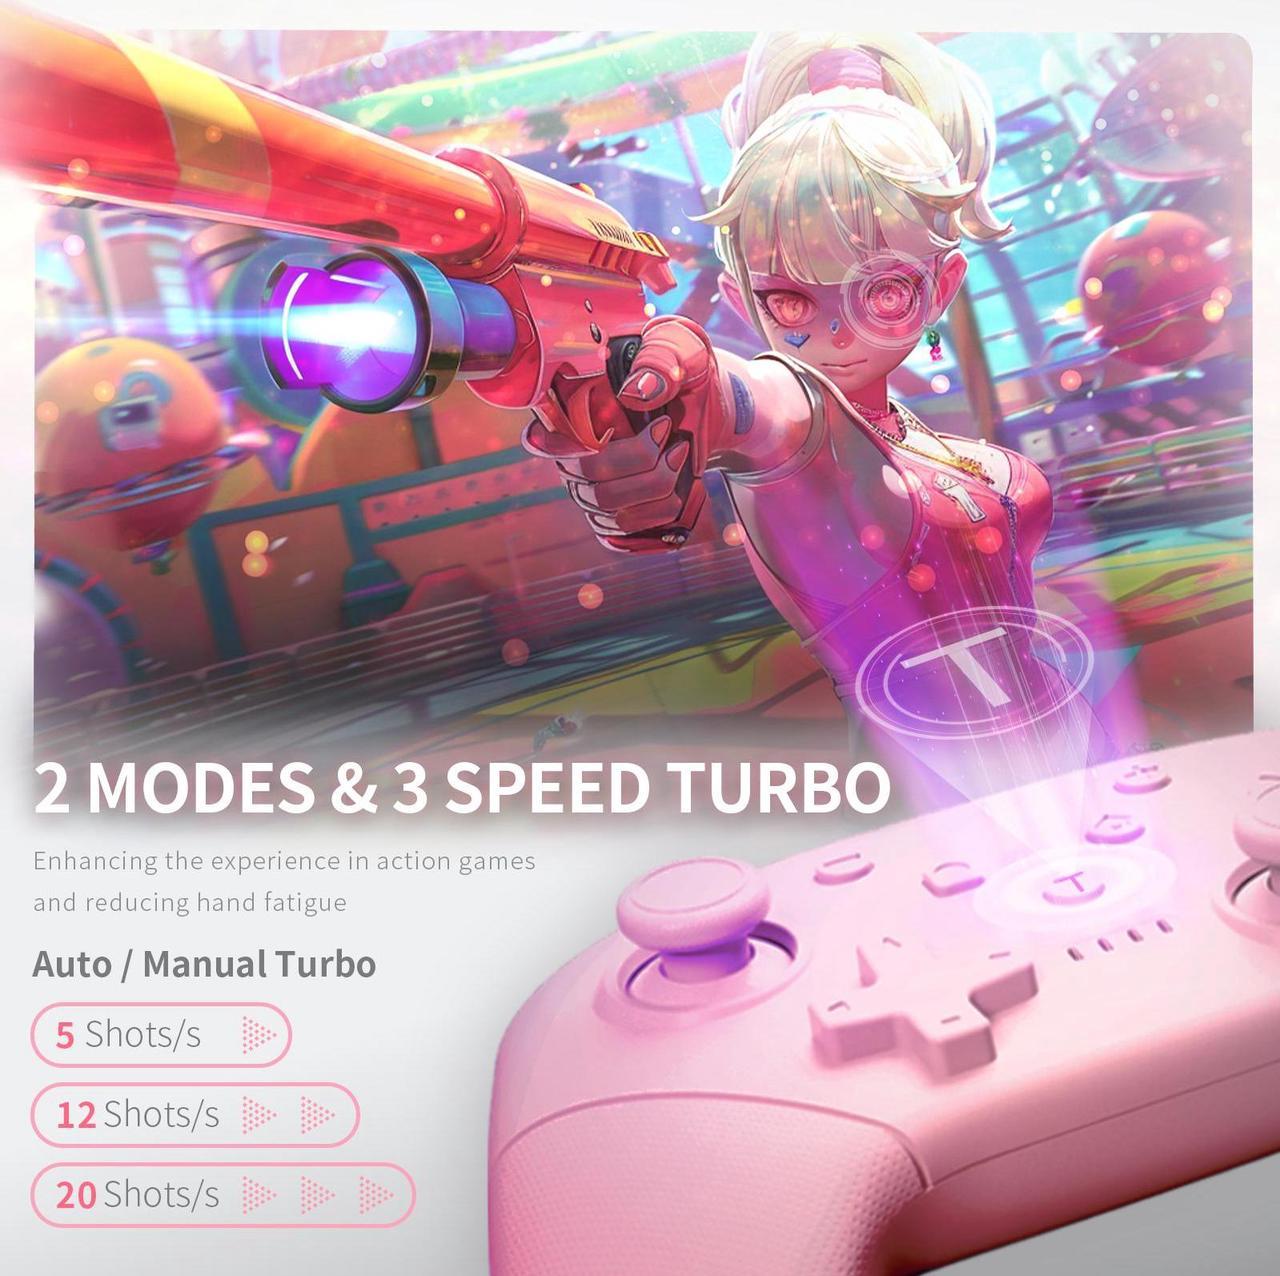 T
2 MODES & 3 SPEED TURBO
Enhancing the experience in action games
and reducing hand fatigue
Auto / Manual Turbo
5 Shots/s
12 Shots/s
20 Shots/s
T